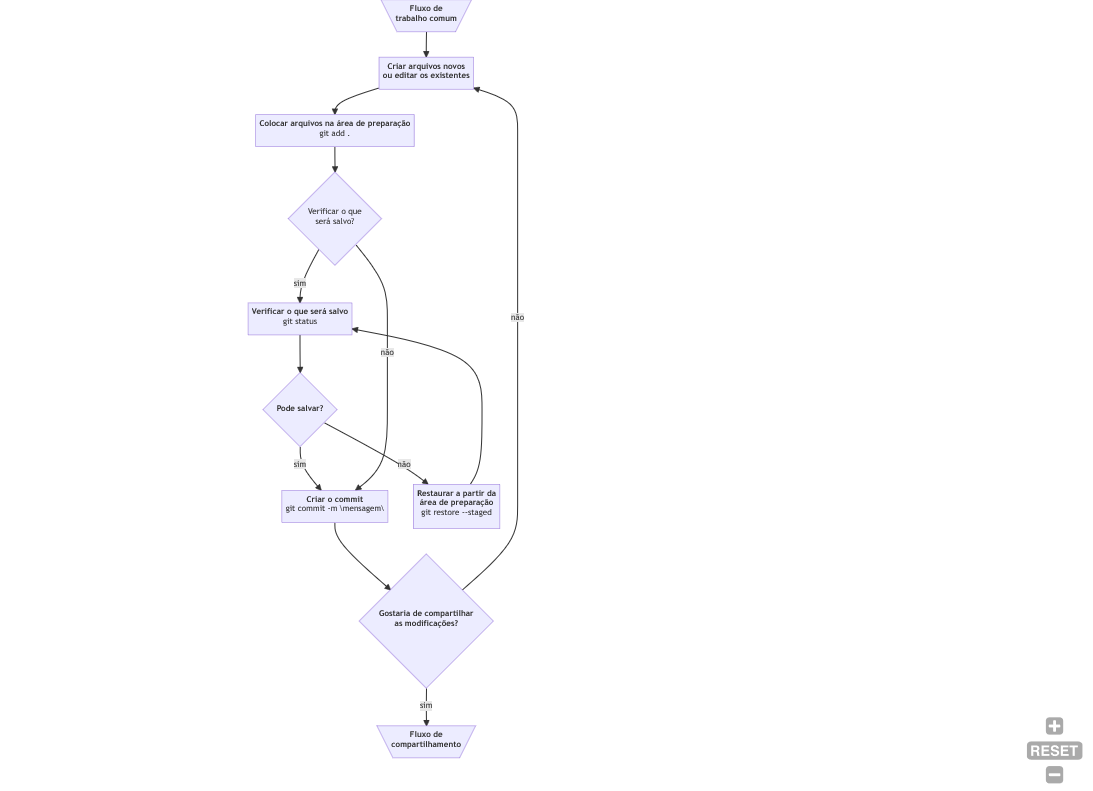 Fluxo de
trabalho comum
Criar arquivos novos
ou editar os existentes
Colocar arquivos na área de preparação
git add .
Verificar o que
será salvo?
sim
Verificar o que será salvo
git status
não
não
Pode salvar?
sim
não
Criar o commit
git commit -m \mensagem\
Restaurar a partir da
área de preparação
git restore --staged
Gostaria de compartilhar
as modificações?
sim
Fluxo de
compartilhamento
RESET